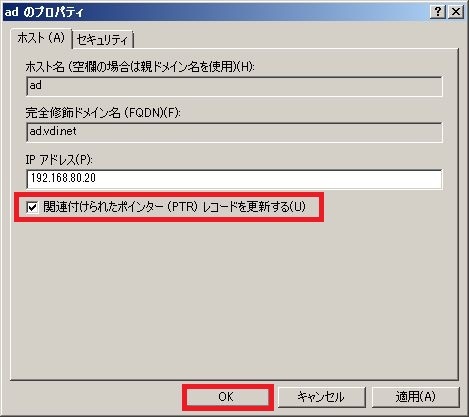 ad のプロパティ
ホスト (A) セキュリティ
ホスト名 (空欄の場合は親ドメイン名を使用)(H):
ad
完全修飾ドメイン名 (FQDN)(F):
ad.vdi.net
IP アドレス(P):
192.168.80.20
関連付けられたポインター (PTR) レコードを更新する(U)
OK キャンセル 適用(A)